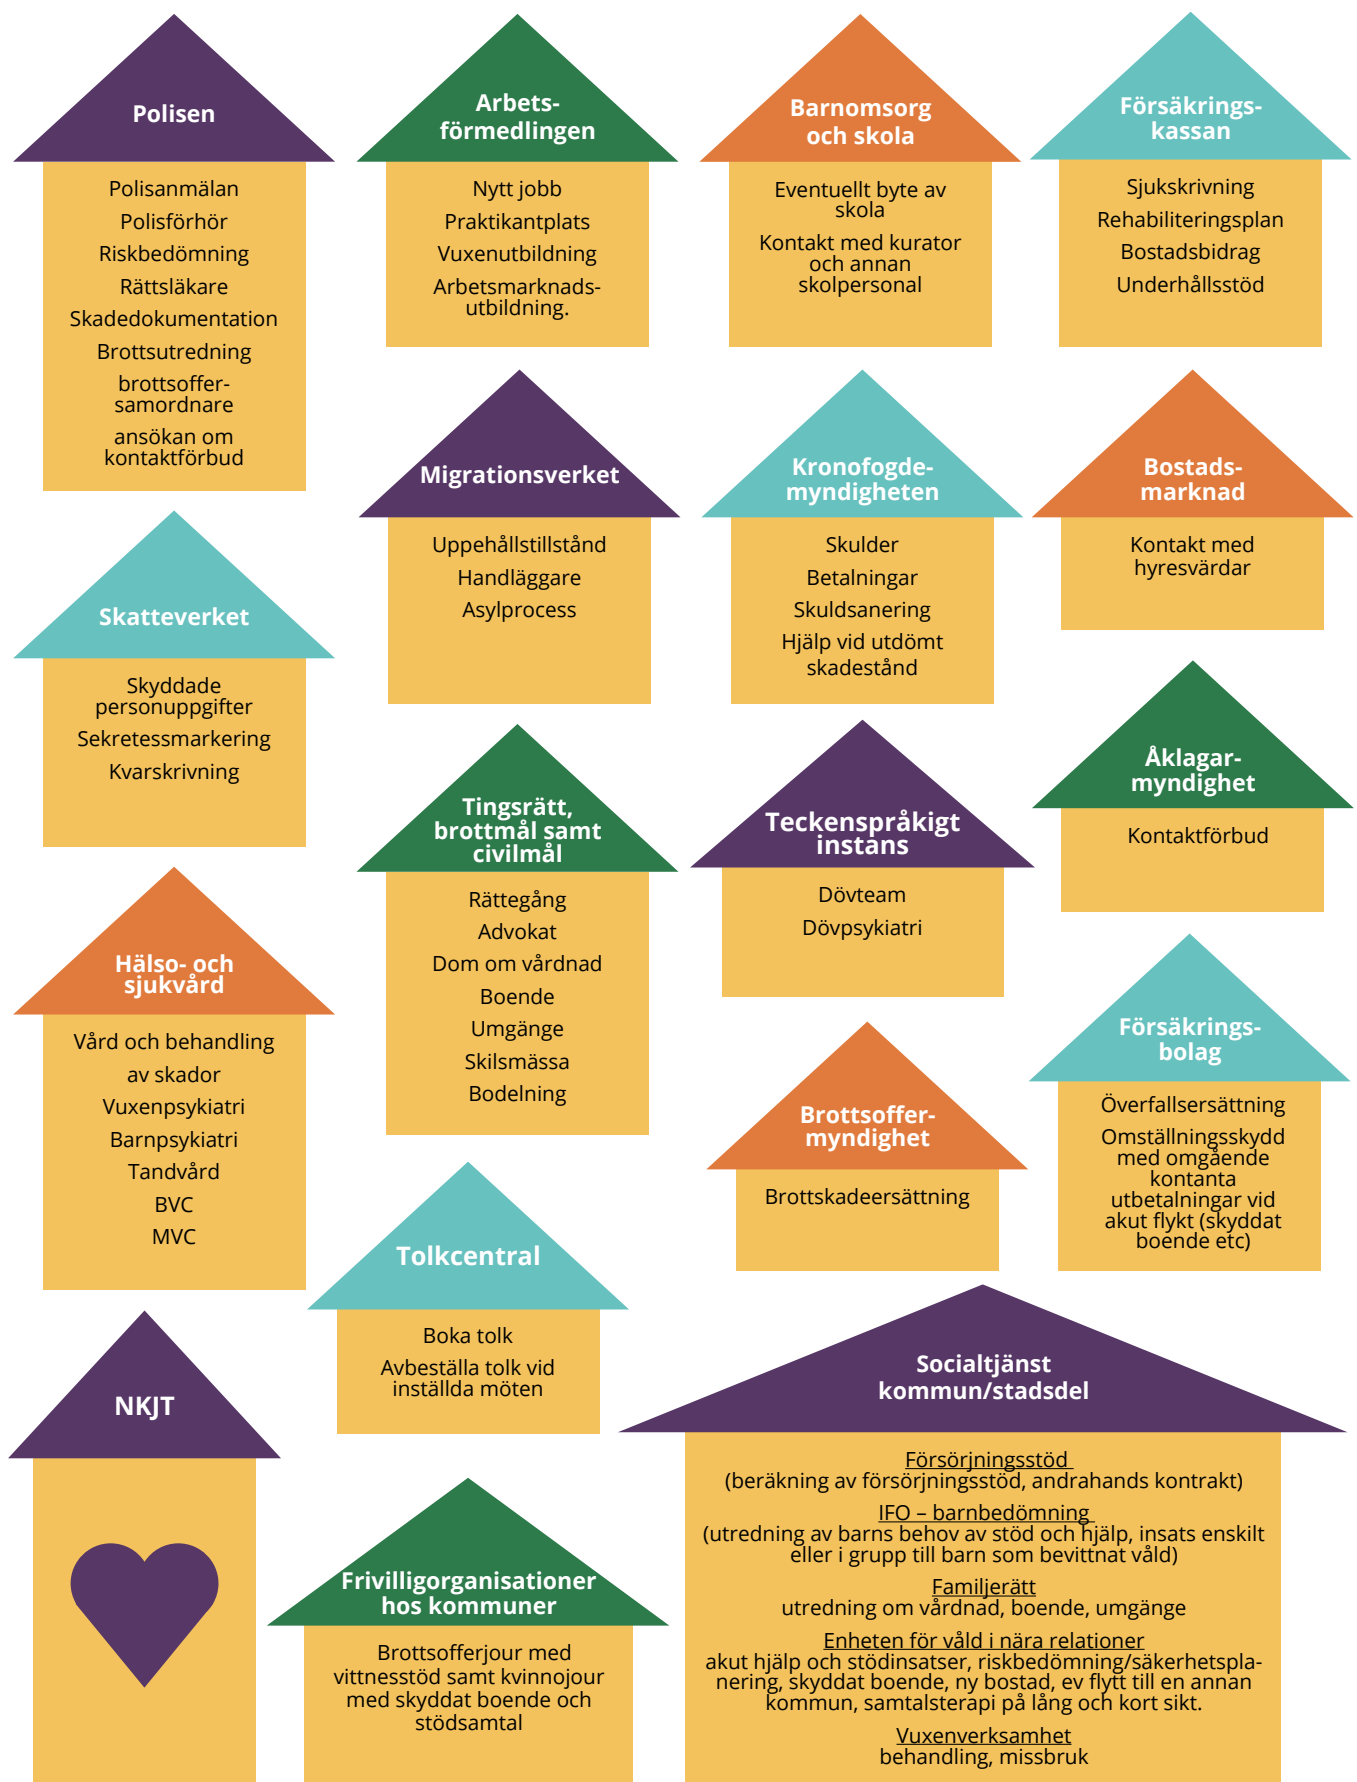 Polisen
Polisanmälan
Polisförhör
Riskbedömning
Rättsläkare
Skadedokumentation
Brottsutredning
brottsoffer-
samordnare
ansökan om
kontaktförbud
Arbets-
förmedlingen
Nytt jobb
Praktikantplats
Vuxenutbildning
Arbetsmarknads-
utbildning.
Barnomsorg
och skola
Eventuellt byte av
skola
Kontakt med kurator
och annan
skolpersonal
Försäkrings-
kassan
Sjukskrivning
Rehabiliteringsplan
Bostadsbidrag
Underhållsstöd
Migrationsverket
Uppehållstillstånd
Handläggare
Asylprocess
Kronofogde-
myndigheten
Skulder
Betalningar
Skuldsanering
Hjälp vid utdömt
skadestånd
Bostads-
marknad
Kontakt med
hyresvärdar
Skatteverket
Skyddade
personuppgifter
Sekretessmarkering
Kvarskrivning
Tingsrätt,
brottmål samt
civilmål
Rättegång
Advokat
Dom om vårdnad
Boende
Umgänge
Skilsmässa
Bodelning
Teckenspråkigt
instans
Dövteam
Dövpsykiatri
Åklagar-
myndighet
Kontaktförbud
Hälso- och
sjukvård
Vård och behandling
av skador
Vuxenpsykiatri
Barnpsykiatri
Tandvård
BVC
MVC
Brottsoffer-
myndighet
Brottskadeersättning
Försäkrings-
bolag
Överfallsersättning
Omställningsskydd
med omgående
kontanta
utbetalningar vid
akut flykt (skyddat
boende etc)
Tolkcentral
Boka tolk
Avbeställa tolk vid
inställda möten
NKJT
Frivilligorganisationer
hos kommuner
Brottsofferjour med
vittnesstöd samt kvinnojour
med skyddat boende och
stödsamtal
Socialtjänst
kommun/stadsdel
Försörjningsstöd
(beräkning av försörjningsstöd, andrahands kontrakt)
IFO – barnbedömning
(utredning av barns behov av stöd och hjälp, insats enskilt
eller i grupp till barn som bevittnat våld)
Familjerätt
utredning om vårdnad, boende, umgänge
Enheten för våld i nära relationer
akut hjälp och stödinsatser, riskbedömning/säkerhetspla-
nering, skyddat boende, ny bostad, ev flytt till en annan
kommun, samtalsterapi på lång och kort sikt.
Vuxenverksamhet
behandling, missbruk